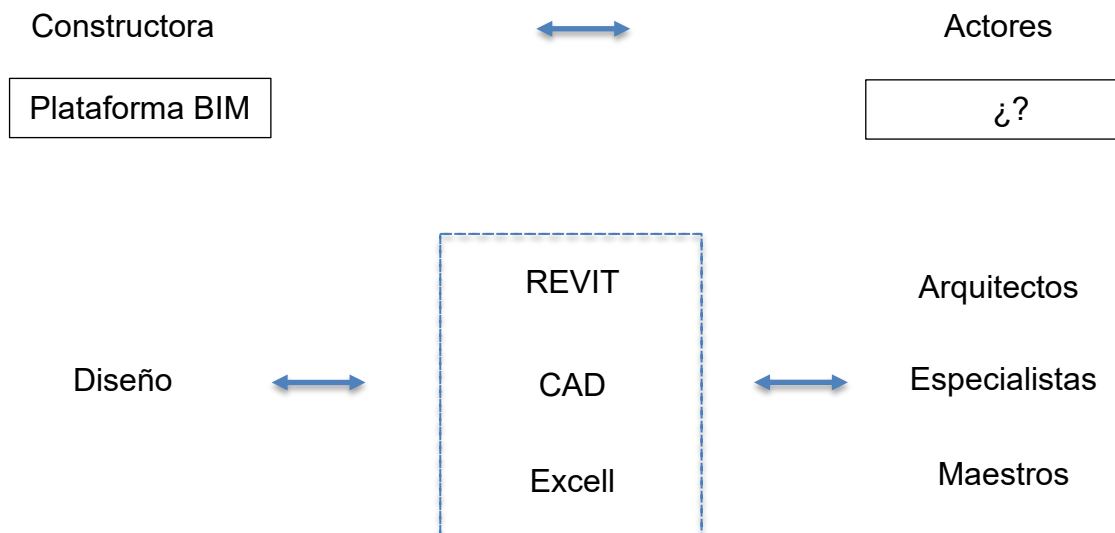 Constructora
Actores
Plataforma BIM
¿?
REVIT
Arquitectos
Diseño
CAD
Especialistas
Excell
Maestros